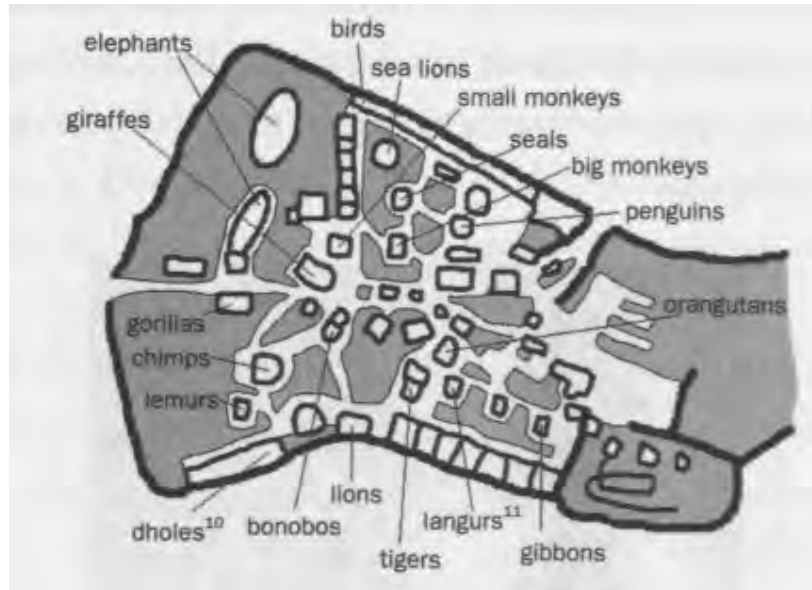 birds
elephants
sea lions
small monkeys
giraffes
seals
big monkeys
penguins
orangutans
gorillas
chimps
lemurs
lions
dholes¹⁰
bonobos
langurs¹¹
tigers
gibbons